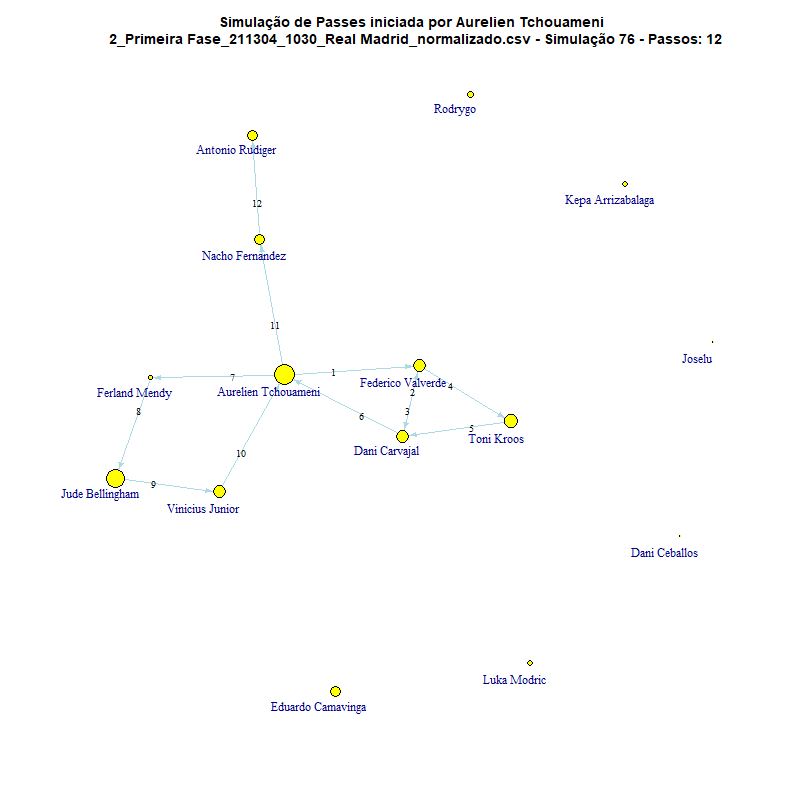 Simulação de Passes iniciada por Aurelien Tchouameni
2_Primeira Fase_211304_1030_Real Madrid_normalizado.csv - Simulação 76 - Passos: 12
Rodrygo
Antonio Rudiger
Kepa Arrizabalaga
12
Nacho Fernandez
11
Joselu
1
7
Federico Valverde
4
Ferland Mendy
Aurelien Tchouameni
2
8
3
6
5
Toni Kroos
Dani Carvajal
10
9
Jude Bellingham
Vinicius Junior
Dani Ceballos
Luka Modric
Eduardo Camavinga